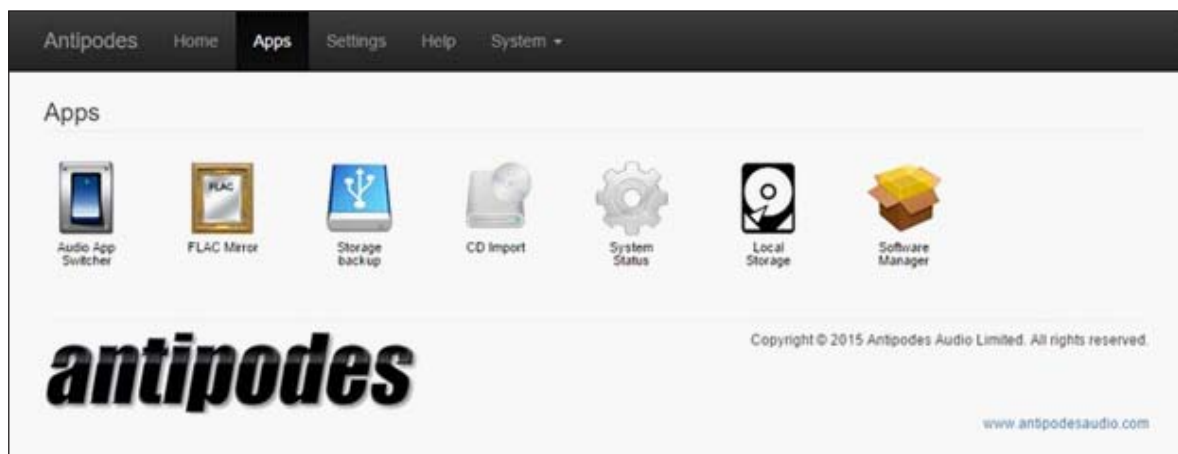 Antipodes Home Apps Settings Help System
Apps
FLAC
Audio App
Switcher
FLAC Mirror
Storage
backup
CD Import
System
Status
Local
Storage
Software
Manager
antipodes
Copyright © 2015 Antipodes Audio Limited. All rights reserved.
www.antipodesaudio.com